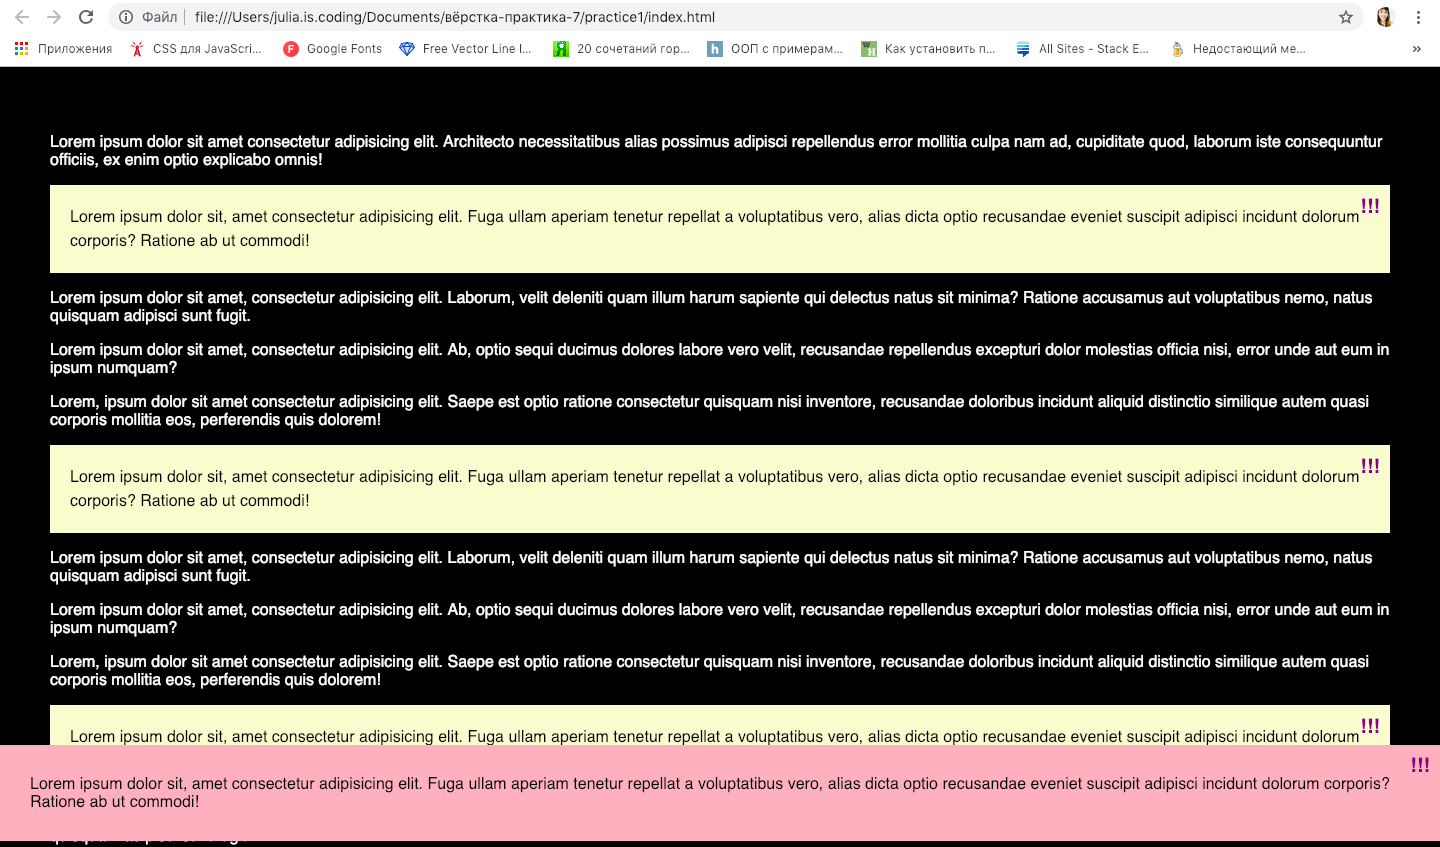 Файл file:///Users/julia.is.coding/Documents/вёрстка-практика-7/practice1/index.html
Приложения CSS для JavaScri... Google Fonts Free Vector Line I... 20 сочетаний гор... ООП с примерам... Как установить п... All Sites - Stack E... Недостающий ме... »
Lorem ipsum dolor sit amet consectetur adipisicing elit. Architecto necessitatibus alias possimus adipisci repellendus error mollitia culpa nam ad, cupiditate quod, laborum iste consequuntur
officiis, ex enim optio explicabo omnis!
Lorem ipsum dolor sit, amet consectetur adipisicing elit. Fuga ullam aperiam tenetur repellat a voluptatibus vero, alias dicta optio recusandae eveniet suscipit adipisci incidunt dolorum !!!
corporis? Ratione ab ut commodi!
Lorem ipsum dolor sit amet, consectetur adipisicing elit. Laborum, velit deleniti quam illum harum sapiente qui delectus natus sit minima? Ratione accusamus aut voluptatibus nemo, natus
quisquam adipisci sunt fugit.
Lorem ipsum dolor sit amet, consectetur adipisicing elit. Ab, optio sequi ducimus dolores labore vero velit, recusandae repellendus excepturi dolor molestias officia nisi, error unde aut eum in
ipsum numquam?
Lorem, ipsum dolor sit amet consectetur adipisicing elit. Saepe est optio ratione consectetur quisquam nisi inventore, recusandae doloribus incidunt aliquid distinctio similique autem quasi
corporis mollitia eos, perferendis quis dolorem!
Lorem ipsum dolor sit, amet consectetur adipisicing elit. Fuga ullam aperiam tenetur repellat a voluptatibus vero, alias dicta optio recusandae eveniet suscipit adipisci incidunt dolorum !!!
corporis? Ratione ab ut commodi!
Lorem ipsum dolor sit amet, consectetur adipisicing elit. Laborum, velit deleniti quam illum harum sapiente qui delectus natus sit minima? Ratione accusamus aut voluptatibus nemo, natus
quisquam adipisci sunt fugit.
Lorem ipsum dolor sit amet, consectetur adipisicing elit. Ab, optio sequi ducimus dolores labore vero velit, recusandae repellendus excepturi dolor molestias officia nisi, error unde aut eum in
ipsum numquam?
Lorem, ipsum dolor sit amet consectetur adipisicing elit. Saepe est optio ratione consectetur quisquam nisi inventore, recusandae doloribus incidunt aliquid distinctio similique autem quasi
corporis mollitia eos, perferendis quis dolorem!
Lorem ipsum dolor sit, amet consectetur adipisicing elit. Fuga ullam aperiam tenetur repellat a voluptatibus vero, alias dicta optio recusandae eveniet suscipit adipisci incidunt dolorum !!!
!!!
Lorem ipsum dolor sit, amet consectetur adipisicing elit. Fuga ullam aperiam tenetur repellat a voluptatibus vero, alias dicta optio recusandae eveniet suscipit adipisci incidunt dolorum corporis?
Ratione ab ut commodi!